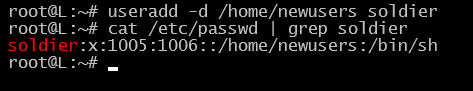 root@L:~# useradd -d /home/newusers soldier
root@L:~# cat /etc/passwd | grep soldier
soldier:x:1005:1006::/home/newusers:/bin/sh
root@L:~#